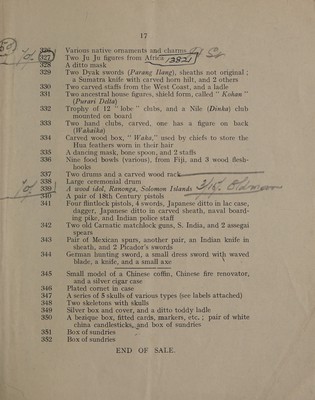 17
326 Various native ornaments and charms
327 Two Ju Ju figures from Africa
328 A ditto mask
329 Two Dyak swords (Parang Ilang), sheaths not original ;
a Sumatra knife with carved horn hilt, and 2 others
330 Two carved staffs from the West Coast, and a ladle
331 Two ancestral house figures, shield form, called " Kohau "
(Purari Delta)
332 Trophy of 12 " lobe " clubs, and a Nile (Dinka) club
mounted on board
333 Two hand clubs, carved, one has a figure on back
(Wahaika)
334 Carved wood box, " Waka," used by chiefs to store the
Hua feathers worn in their hair
335 A dancing mask, bone spoon, and 2 staffs
336 Nine food bowls (various), from Fiji, and 3 wood flesh-
hooks
337 Two drums and a carved wood rack
338 Large ceremonial drum
339 A wood idol, Ranonga, Solomon Islands
340 A pair of 18th Century pistols
341 Four flintlock pistols, 4 swords, Japanese ditto in lac case,
dagger, Japanese ditto in carved sheath, naval board-
ing pike, and Indian police staff
342 Two old Carnatic matchlock guns, S. India, and 2 assegai
spears
343 Pair of Mexican spurs, another pair, an Indian knife in
sheath, and 2 Picador's swords
344 German hunting sword, a small dress sword with waved
blade, a knife, and a small axe
345 Small model of a Chinese coffin, Chinese fire renovator,
and a silver cigar case
346 Plated cornet in case
347 A series of 5 skulls of various types (see labels attached)
348 Two skeletons with skulls
349 Silver box and cover, and a ditto toddy ladle
350 A bezique box, fitted cards, markers, etc. ; pair of white
china candlesticks, and box of sundries
351 Box of sundries
352 Box of sundries
END OF SALE.